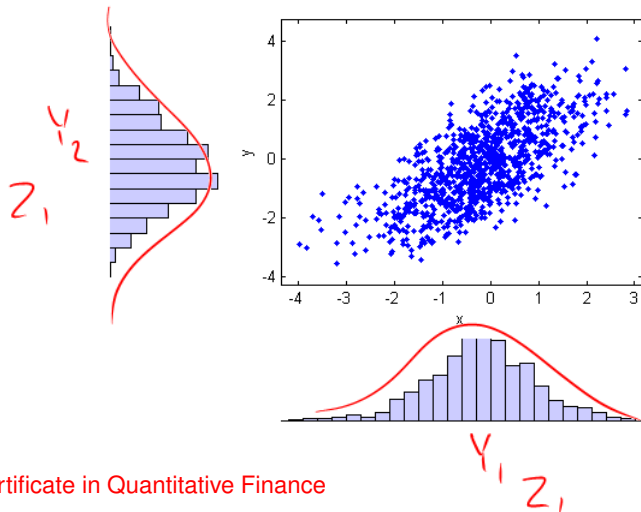 4
2
0
-2
-4
y
-4 -3 -2 -1 0 1 2 3
x
Y2
Z1
Y1
Z1
rtificate in Quantitative Finance